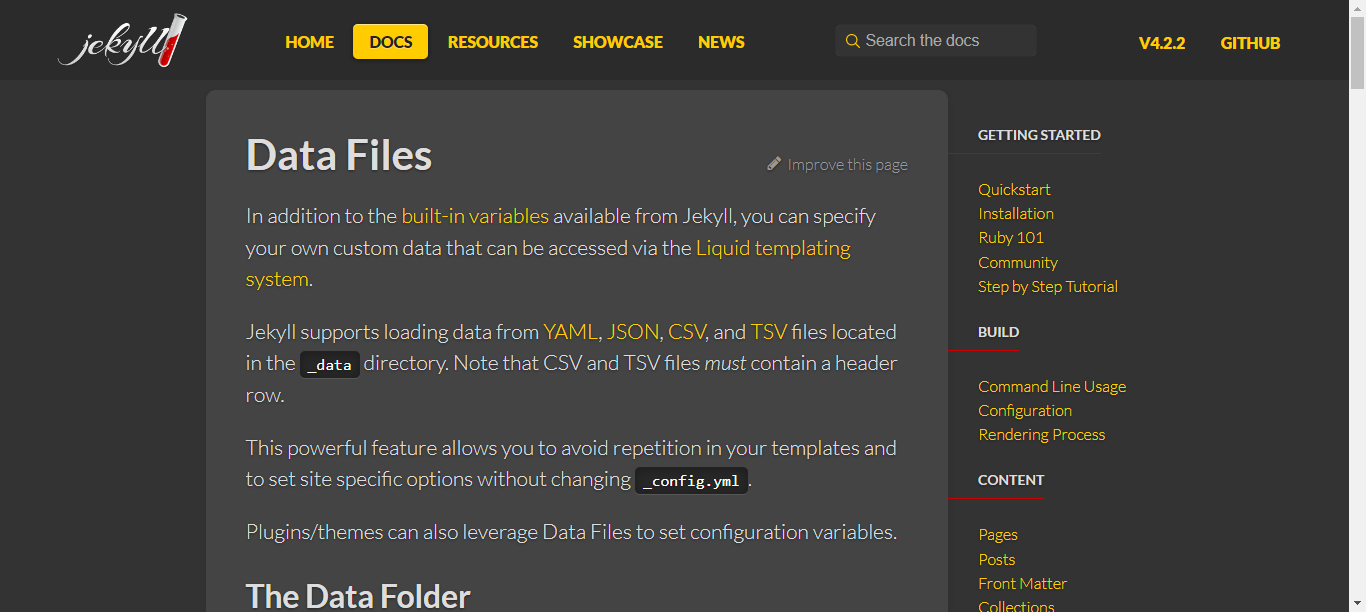 jekyll
HOME DOCS RESOURCES SHOWCASE NEWS Search the docs V4.2.2 GITHUB
Data Files
Improve this page
In addition to the built-in variables available from Jekyll, you can specify
your own custom data that can be accessed via the Liquid templating
system.
Jekyll supports loading data from YAML, JSON, CSV, and TSV files located
in the _data directory. Note that CSV and TSV files must contain a header
row.
This powerful feature allows you to avoid repetition in your templates and
to set site specific options without changing _config.yml.
Plugins/themes can also leverage Data Files to set configuration variables.
The Data Folder
GETTING STARTED
Quickstart
Installation
Ruby 101
Community
Step by Step Tutorial
BUILD
Command Line Usage
Configuration
Rendering Process
CONTENT
Pages
Posts
Front Matter
Collections